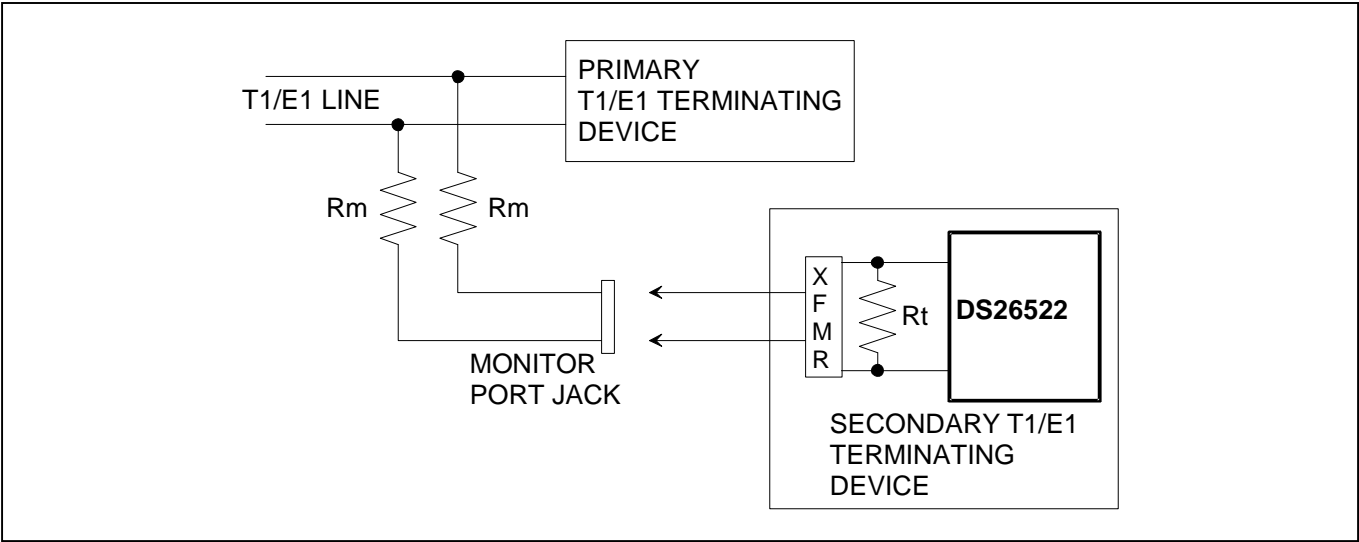 PRIMARY
T1/E1 TERMINATING
DEVICE
T1/E1 LINE
Rm
Rm
X
F
M
R
Rt
DS26522
MONITOR
PORT JACK
SECONDARY T1/E1
TERMINATING
DEVICE